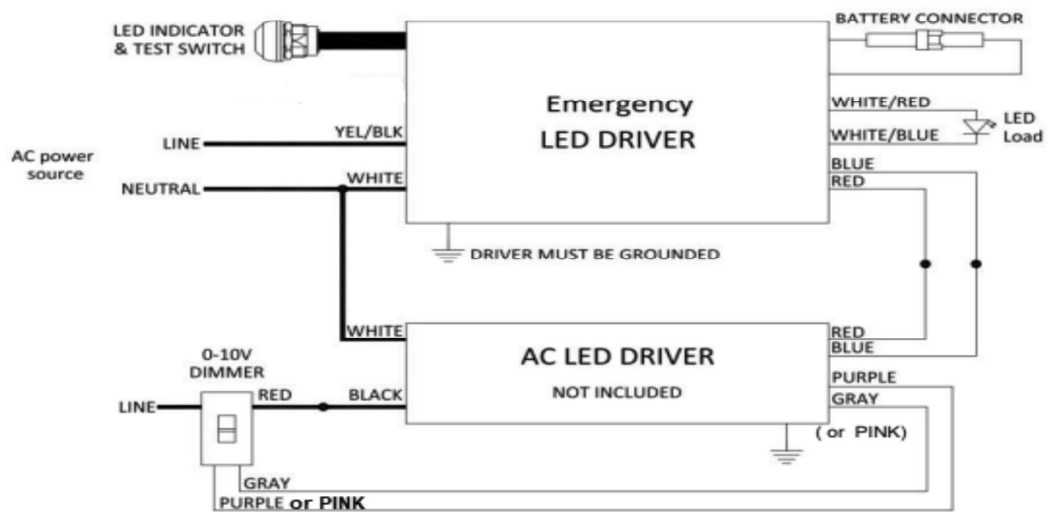 LED INDICATOR
& TEST SWITCH
BATTERY CONNECTOR
Emergency
LED DRIVER
WHITE/RED
LED
Load
WHITE/BLUE
YEL/BLK
LINE
AC power
source
NEUTRAL
WHITE
BLUE
RED
DRIVER MUST BE GROUNDED
WHITE
AC LED DRIVER
NOT INCLUDED
RED
BLUE
0-10V
DIMMER
PURPLE
LINE
RED
BLACK
GRAY
( or PINK)
GRAY
PURPLE or PINK